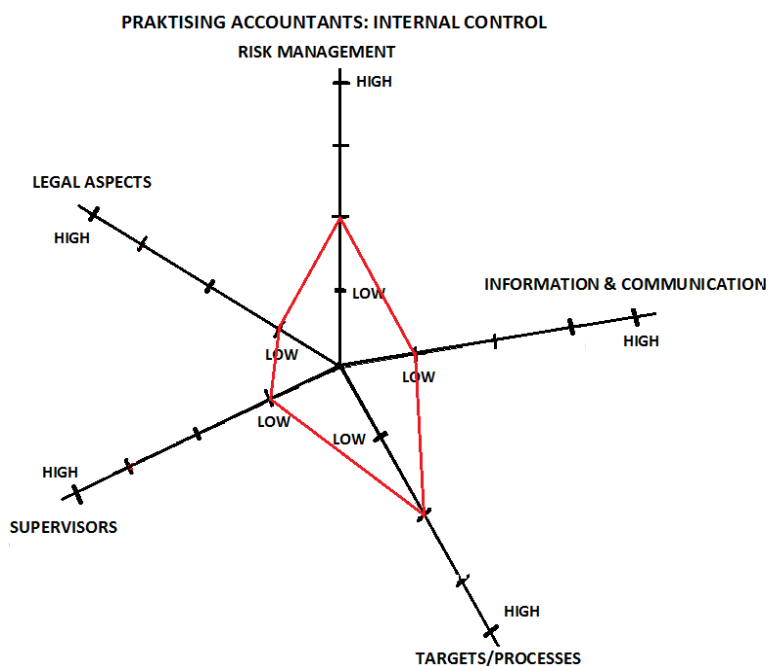 PRAKTISING ACCOUNTANTS: INTERNAL CONTROL
RISK MANAGEMENT
HIGH
LEGAL ASPECTS
HIGH
INFORMATION & COMMUNICATION
LOW
HIGH
LOW
LOW
LOW
LOW
HIGH
SUPERVISORS
HIGH
TARGETS/PROCESSES